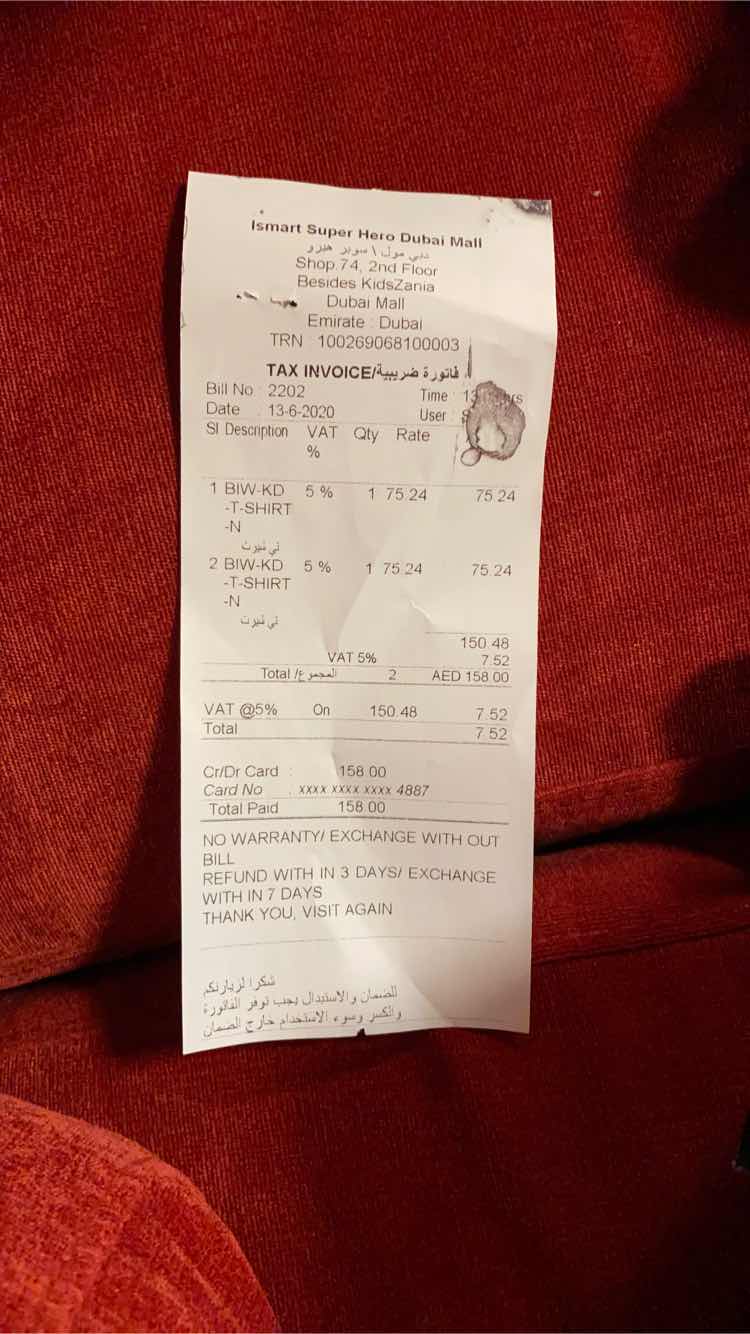 Ismart Super Hero Dubai Mall
دبي مول \ سوبر هيرو
Shop.74, 2nd Floor
Besides KidsZania
Dubai Mall
Emirate : Dubai
TRN : 100269068100003
TAX INVOICE/فاتورة ضريبية
Bill No : 2202 Time :
Date : 13-6-2020 User :
SI Description VAT % Qty Rate
1 BIW-KD 5 % 1 75.24 75.24
-T-SHIRT
-N
تي شيرت
2 BIW-KD 5 % 1 75.24 75.24
-T-SHIRT
-N
تي شيرت
150.48
VAT 5% 7.52
Total /المجموع 2 AED 158.00
VAT @5% On 150.48 7.52
Total 7.52
Cr/Dr Card : 158.00
Card No : xxxx xxxx xxxx 4887
Total Paid 158.00
NO WARRANTY/ EXCHANGE WITH OUT
BILL
REFUND WITH IN 3 DAYS/ EXCHANGE
WITH IN 7 DAYS
THANK YOU, VISIT AGAIN
شكرا لزيارتكم
للضمان والاستبدال يجب توفر الفاتورة
والكسر وسوء الاستخدام خارج الضمان